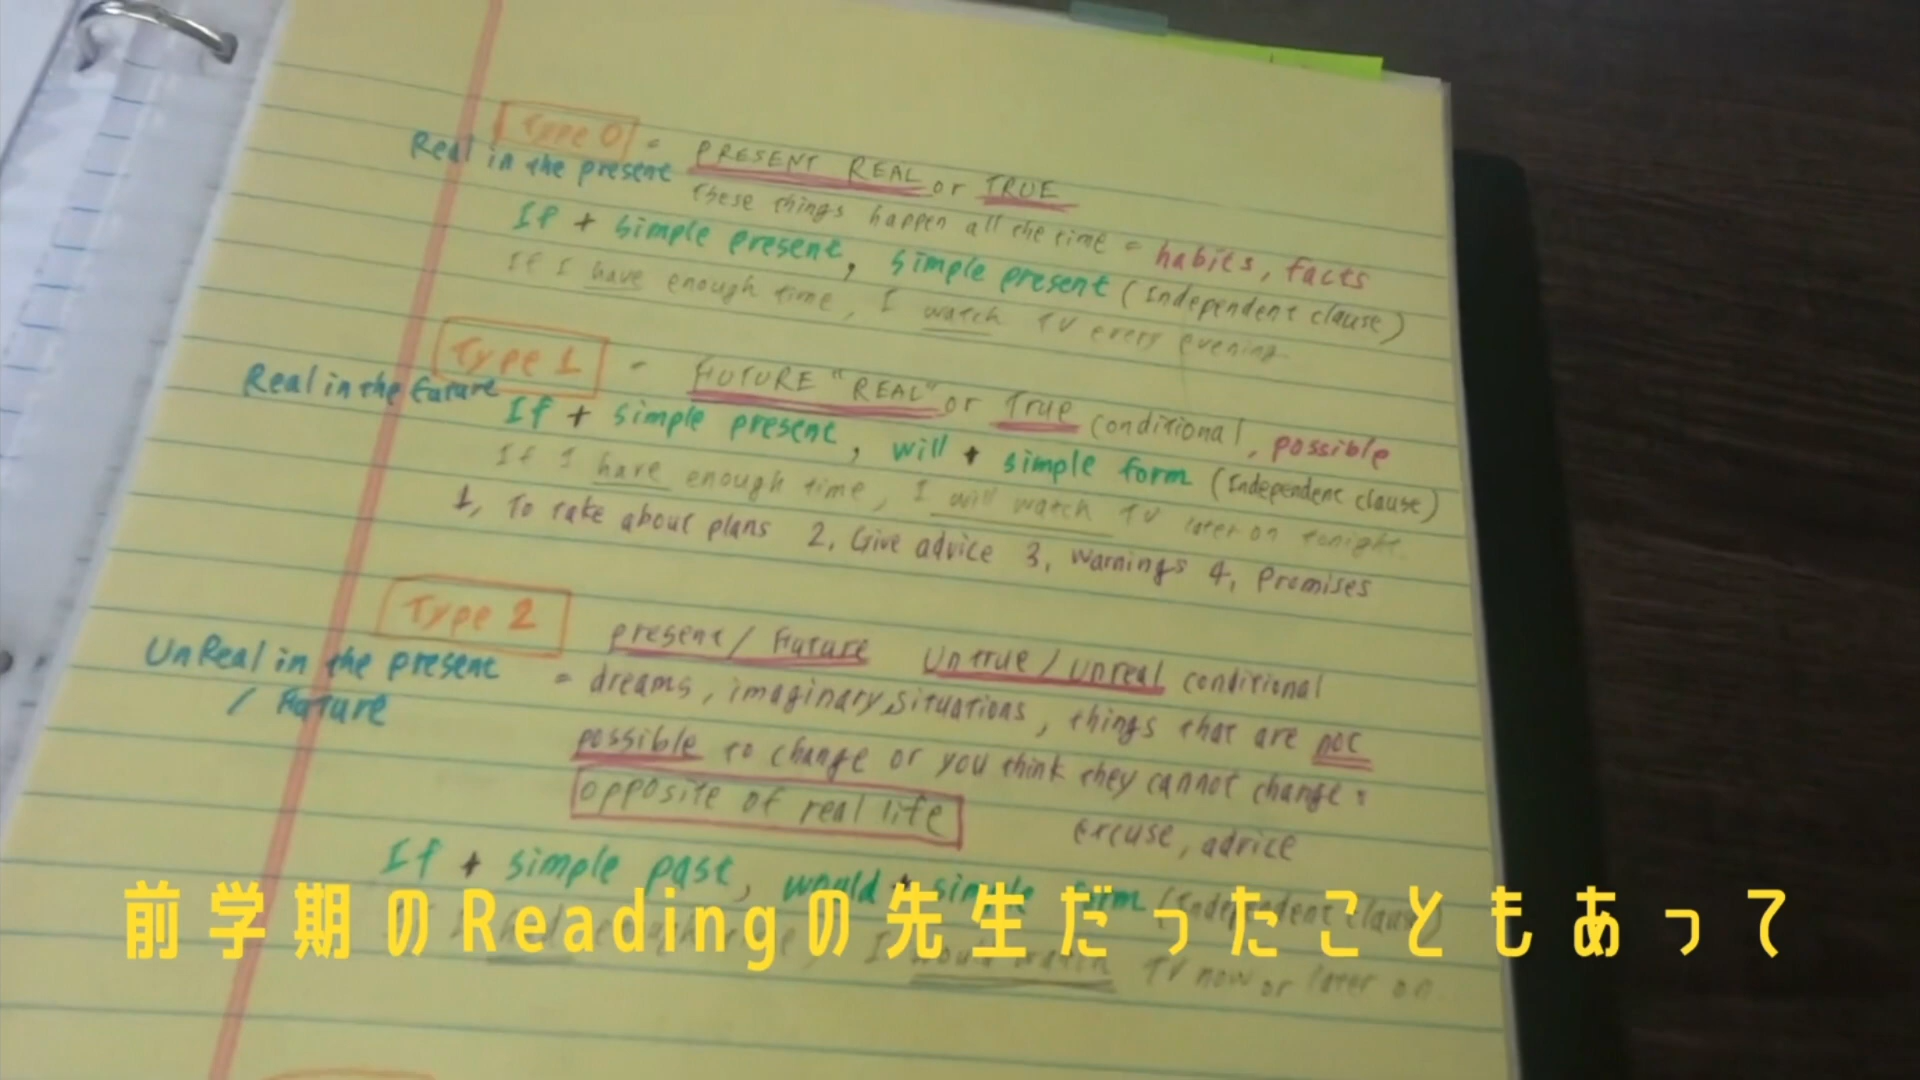 Type 0 = PRESENT REAL or TRUE
Real in the present
These things happen all the time = habits, facts
If + simple present, simple present (Independent clause)
If I have enough time, I watch TV every evening.
Type 1 = FUTURE "REAL" or True conditional, possible
Real in the future
If + simple present, will + simple form (Independent clause)
If I have enough time, I will watch TV later on tonight.
1, To take about plans 2, Give advice 3, warnings 4, Promises
Type 2 present / Future Untrue / unreal conditional
UnReal in the present / Future
= dreams, imaginary, situations, things that are not
possible to change or you think they cannot change:
opposite of real life excuse, advice
If + simple past, would + simple form (Independent clause)
前学期のReadingの先生だったこともあって
I would watch TV now or later on.